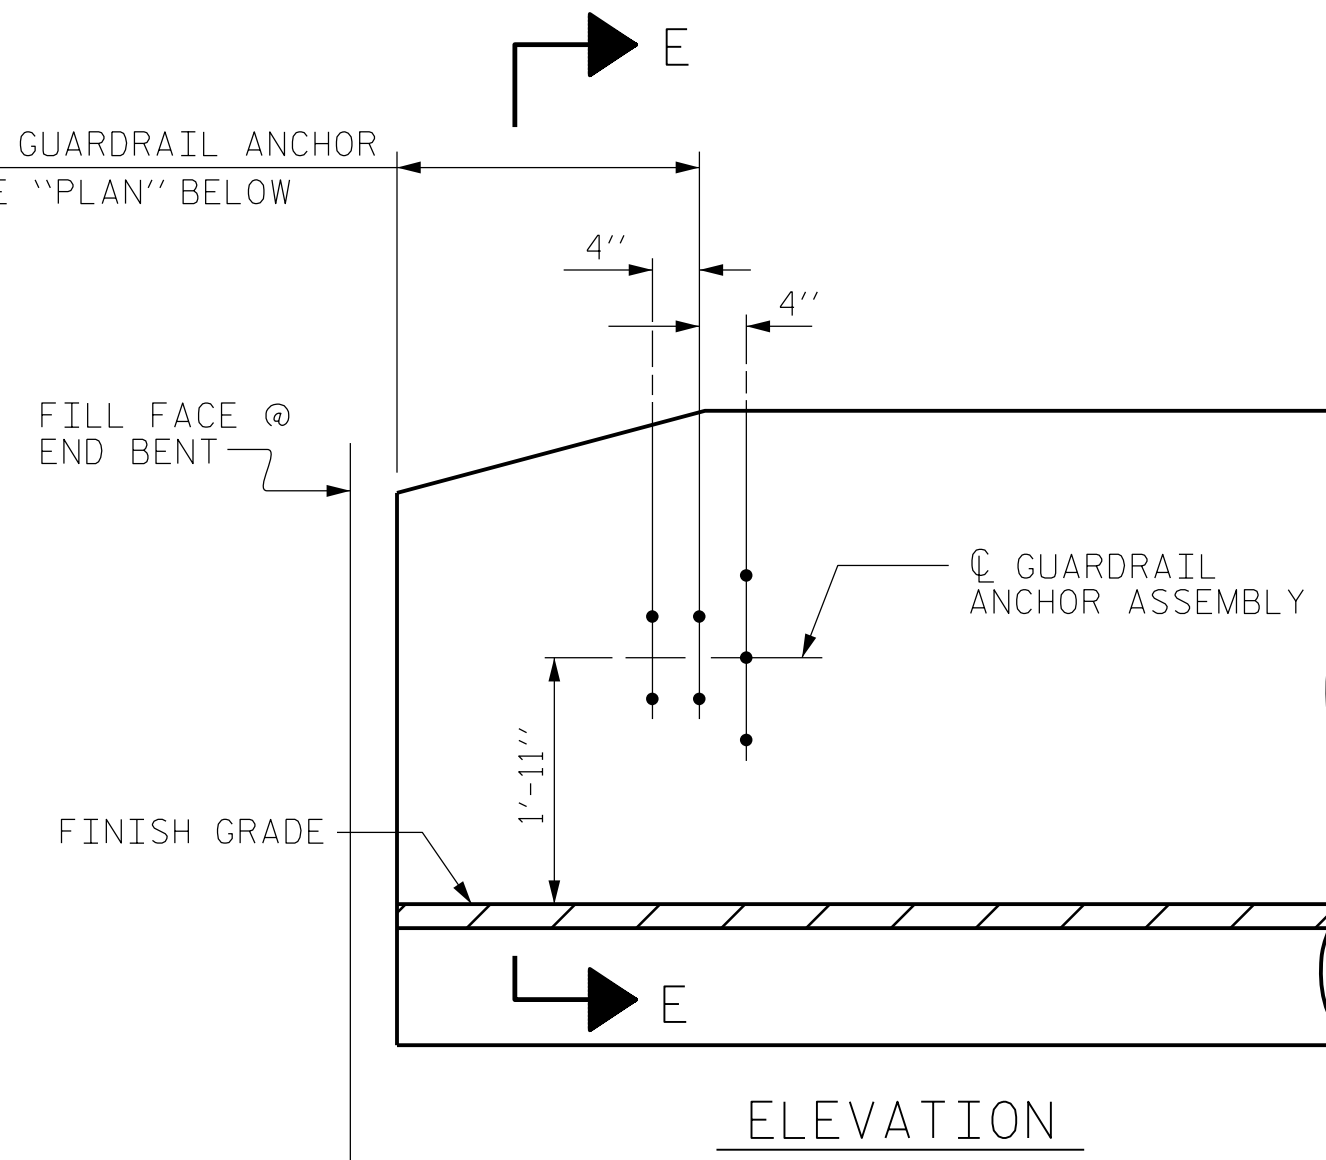 E
GUARDRAIL ANCHOR
"PLAN" BELOW
4"
4"
FILL FACE @
END BENT
℄ GUARDRAIL
ANCHOR ASSEMBLY
1'-11"
FINISH GRADE
E
ELEVATION